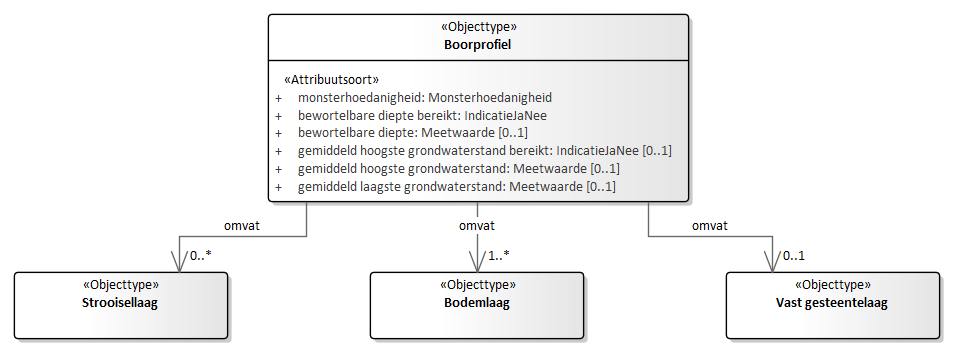 «Objecttype»
Boorprofiel
«Attribuutsoort»
+ monsterhoedanigheid: Monsterhoedanigheid
+ bewortelbare diepte bereikt: IndicatieJaNee
+ bewortelbare diepte: Meetwaarde [0..1]
+ gemiddeld hoogste grondwaterstand bereikt: IndicatieJaNee [0..1]
+ gemiddeld hoogste grondwaterstand: Meetwaarde [0..1]
+ gemiddeld laagste grondwaterstand: Meetwaarde [0..1]
omvat omvat omvat
0..* 1..* 0..1
«Objecttype» «Objecttype» «Objecttype»
Strooisellaag Bodemlaag Vast gesteentelaag